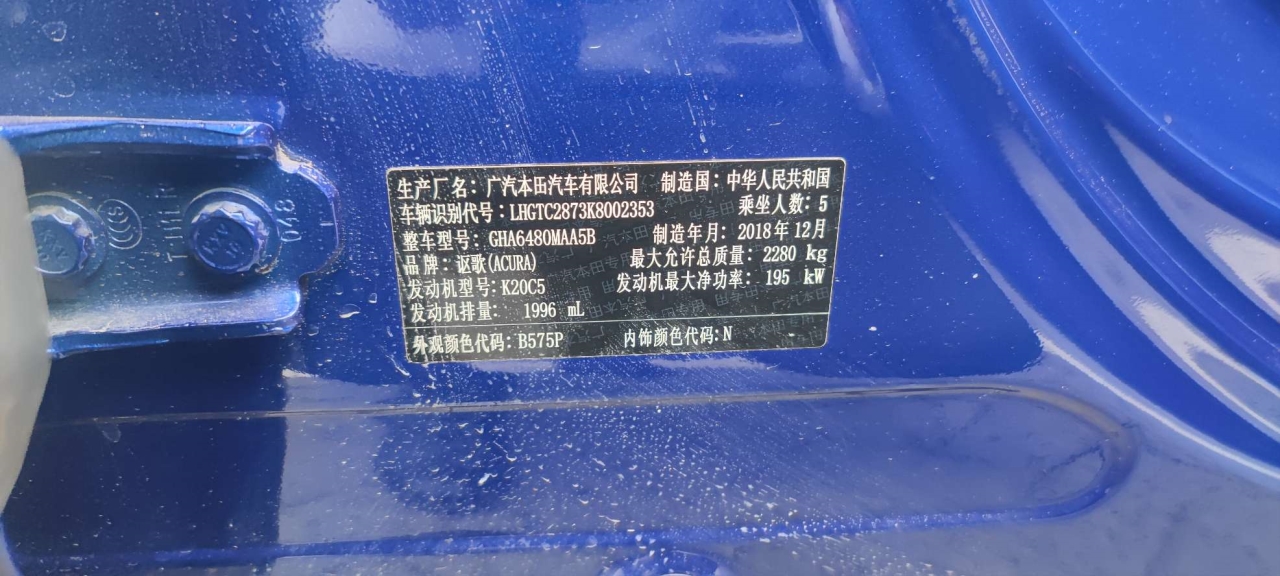 生产厂名：广汽本田汽车有限公司 制造国：中华人民共和国
车辆识别代号：LHGTC2873K8002353 乘坐人数：5
整车型号：GHA6480MAA5B 制造年月：2018年12月
品牌：讴歌(ACURA) 最大允许总质量：2280 kg
发动机型号：K20C5 发动机最大净功率：195 kW
发动机排量： 1996 mL
外观颜色代码：B575P 内饰颜色代码：N